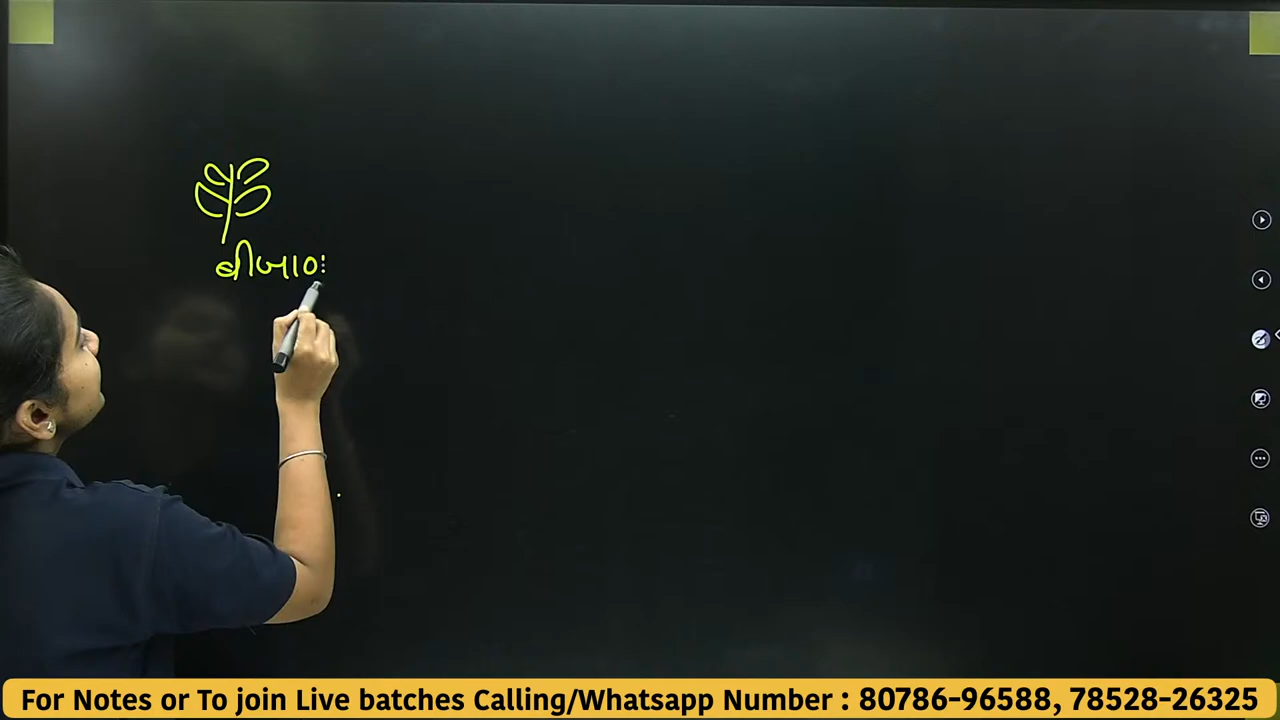 बीजाण
For Notes or To join Live batches Calling/Whatsapp Number : 80786-96588, 78528-26325